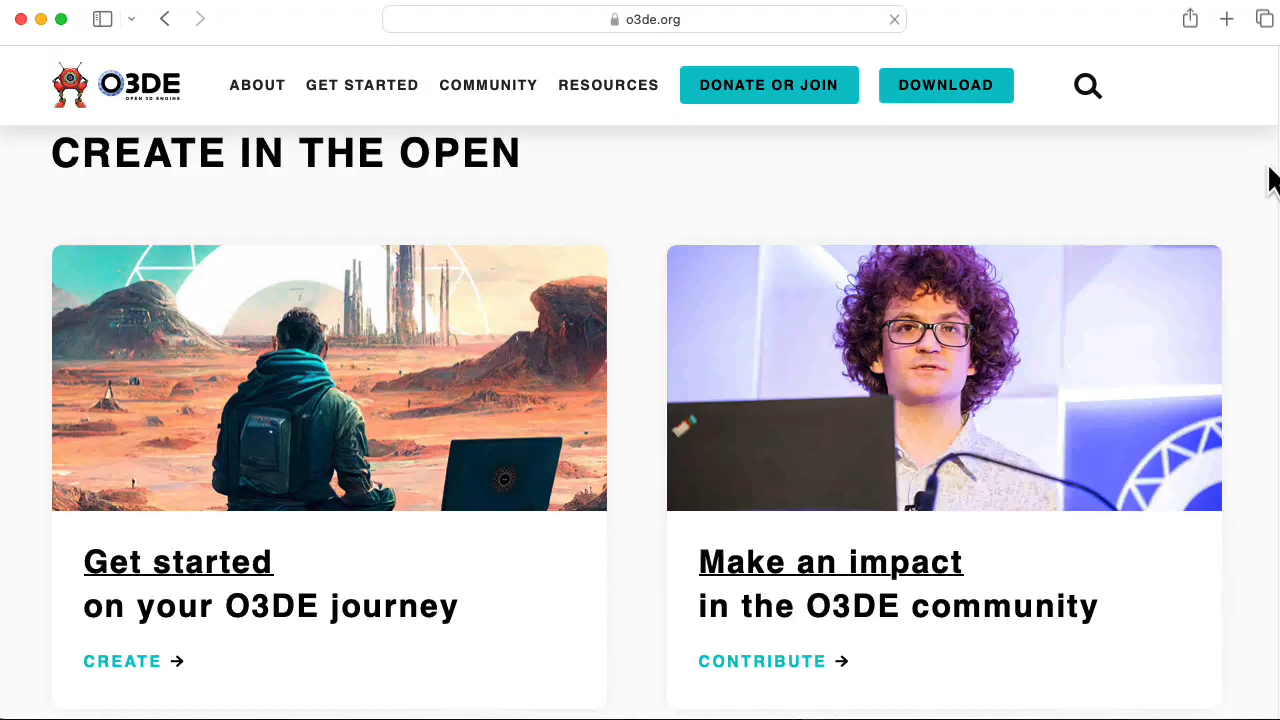 o3de.org
O3DE
OPEN 3D ENGINE
ABOUT GET STARTED COMMUNITY RESOURCES DONATE OR JOIN DOWNLOAD
CREATE IN THE OPEN
Get started
on your O3DE journey
CREATE →
Make an impact
in the O3DE community
CONTRIBUTE →